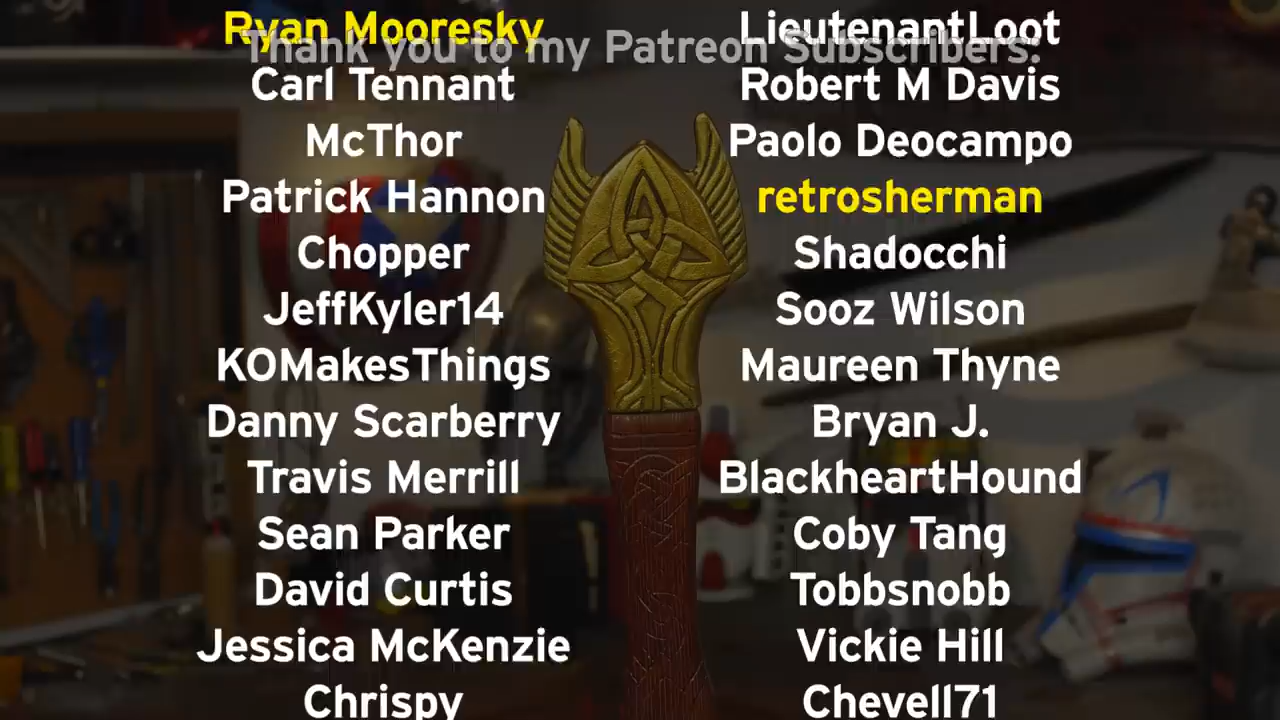 Thank you to my Patreon Subscribers:
Ryan Mooresky
Carl Tennant
McThor
Patrick Hannon
Chopper
JeffKyler14
KOMakesThings
Danny Scarberry
Travis Merrill
Sean Parker
David Curtis
Jessica McKenzie
Chrispy
LieutenantLoot
Robert M Davis
Paolo Deocampo
retrosherman
Shadocchi
Sooz Wilson
Maureen Thyne
Bryan J.
BlackheartHound
Coby Tang
Tobbsnobb
Vickie Hill
Chevell71